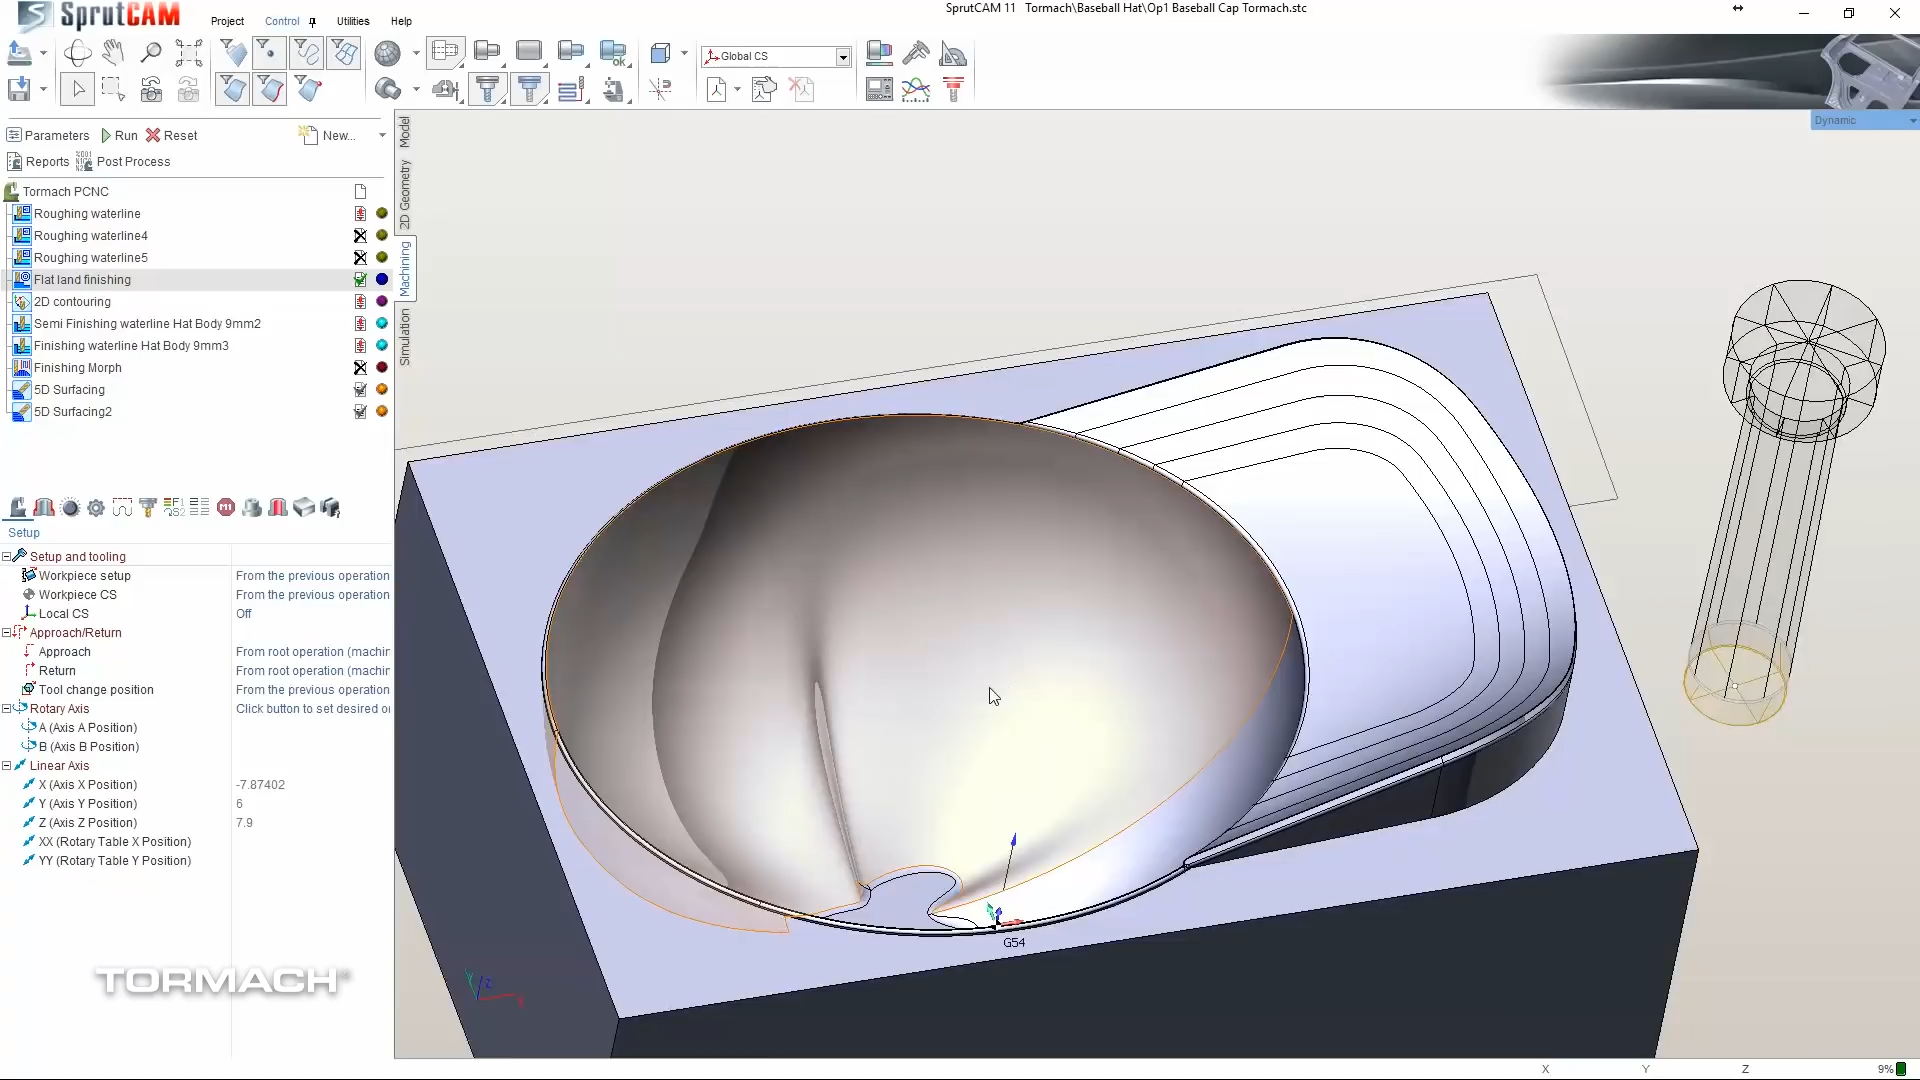 SprutCAM
Project Control Utilities Help
SprutCAM 11 Tormach\Baseball Hat\Op1 Baseball Cap Tormach.stc
Global CS
Dynamic
Parameters Run Reset New...
Reports Post Process
Tormach PCNC
Roughing waterline
Roughing waterline4
Roughing waterline5
Flat land finishing
2D contouring
Semi Finishing waterline Hat Body 9mm2
Finishing waterline Hat Body 9mm3
Finishing Morph
5D Surfacing
5D Surfacing2
Model
2D Geometry
Machining
Simulation
Setup
Setup and tooling
Workpiece setup From the previous operation
Workpiece CS From the previous operation
Local CS Off
Approach/Return
Approach From root operation (machin
Return From root operation (machin
Tool change position From the previous operation
Rotary Axis Click button to set desired o
A (Axis A Position)
B (Axis B Position)
Linear Axis
X (Axis X Position) -7.87402
Y (Axis Y Position) 6
Z (Axis Z Position) 7.9
XX (Rotary Table X Position)
YY (Rotary Table Y Position)
G54
TORMACH
X Y Z 9%